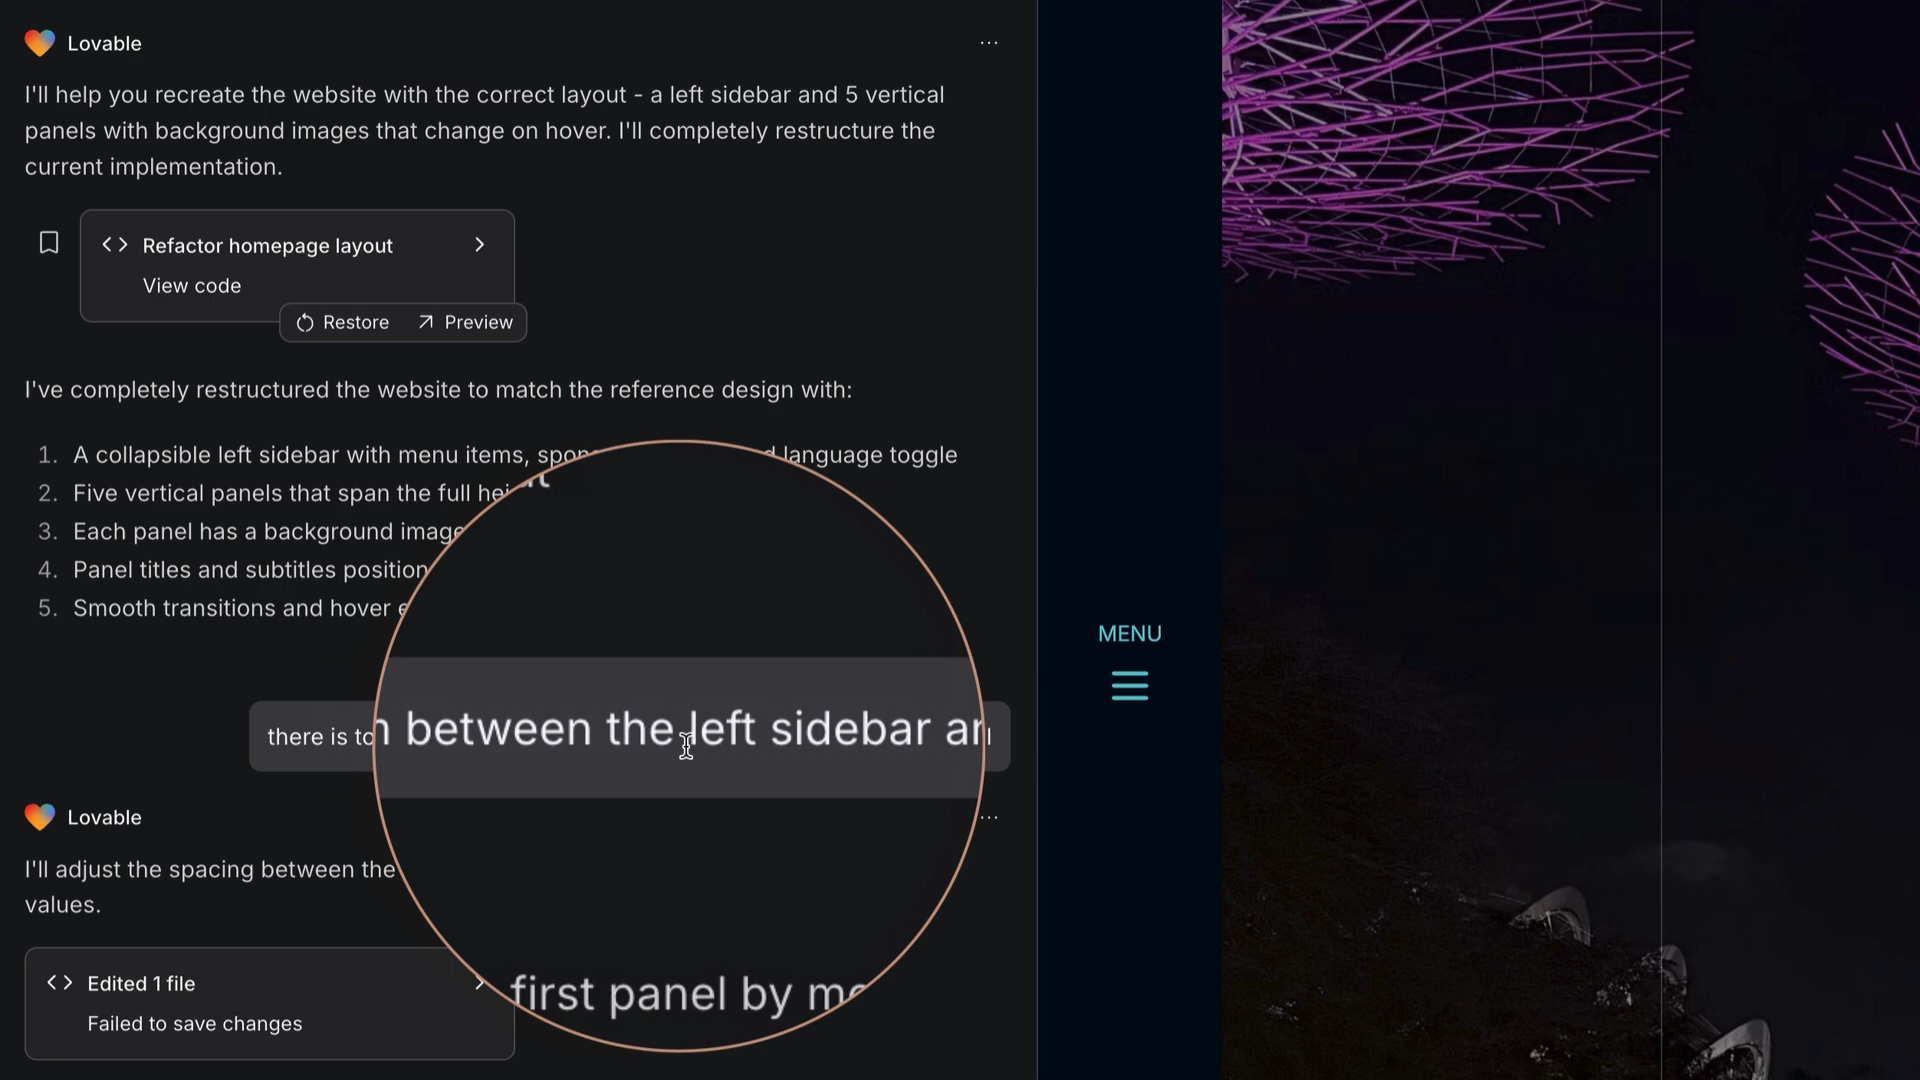 Lovable
I'll help you recreate the website with the correct layout - a left sidebar and 5 vertical
panels with background images that change on hover. I'll completely restructure the
current implementation.
Refactor homepage layout
View code
Restore
Preview
I've completely restructured the website to match the reference design with:
1. A collapsible left sidebar with menu items, language toggle
2. Five vertical panels that span the full
3. Each panel has a background image
4. Panel titles and subtitles
5. Smooth transitions and hover
there is between the left sidebar
Lovable
I'll adjust the spacing between the
first panel by
values.
Edited 1 file
Failed to save changes
MENU